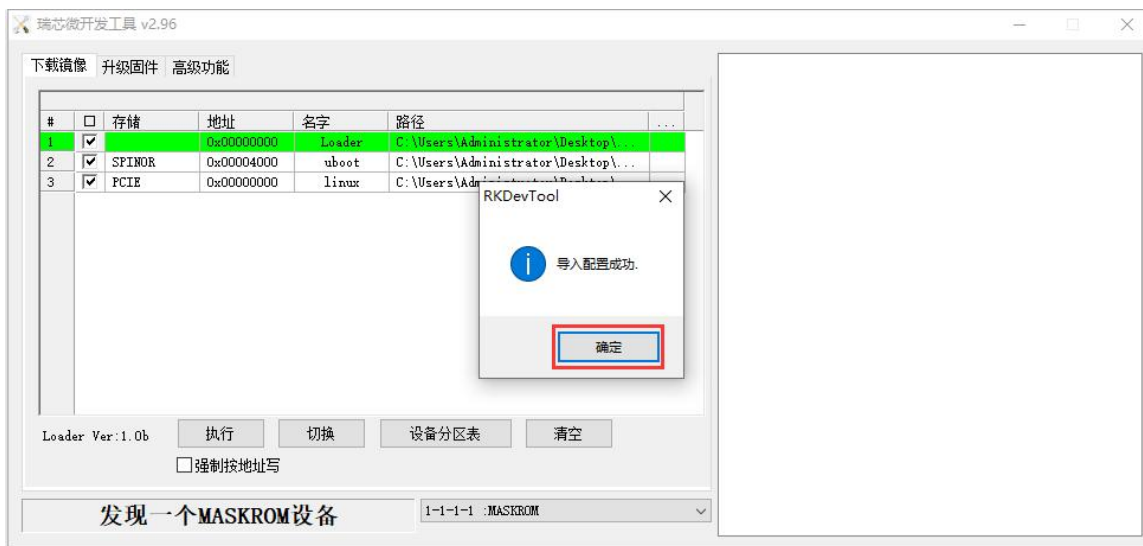 瑞芯微开发工具 v2.96
下载镜像 升级固件 高级功能
# 存储 地址 名字 路径 ...
1 0x00000000 Loader C:\Users\Administrator\Desktop\...
2 SPINOR 0x00004000 uboot C:\Users\Administrator\Desktop\...
3 PCIE 0x00000000 linux
RKDevTool
导入配置成功.
确定
Loader Ver:1.0b 执行 切换 设备分区表 清空
强制按地址写
发现一个MASKROM设备 1-1-1-1 :MASKROM